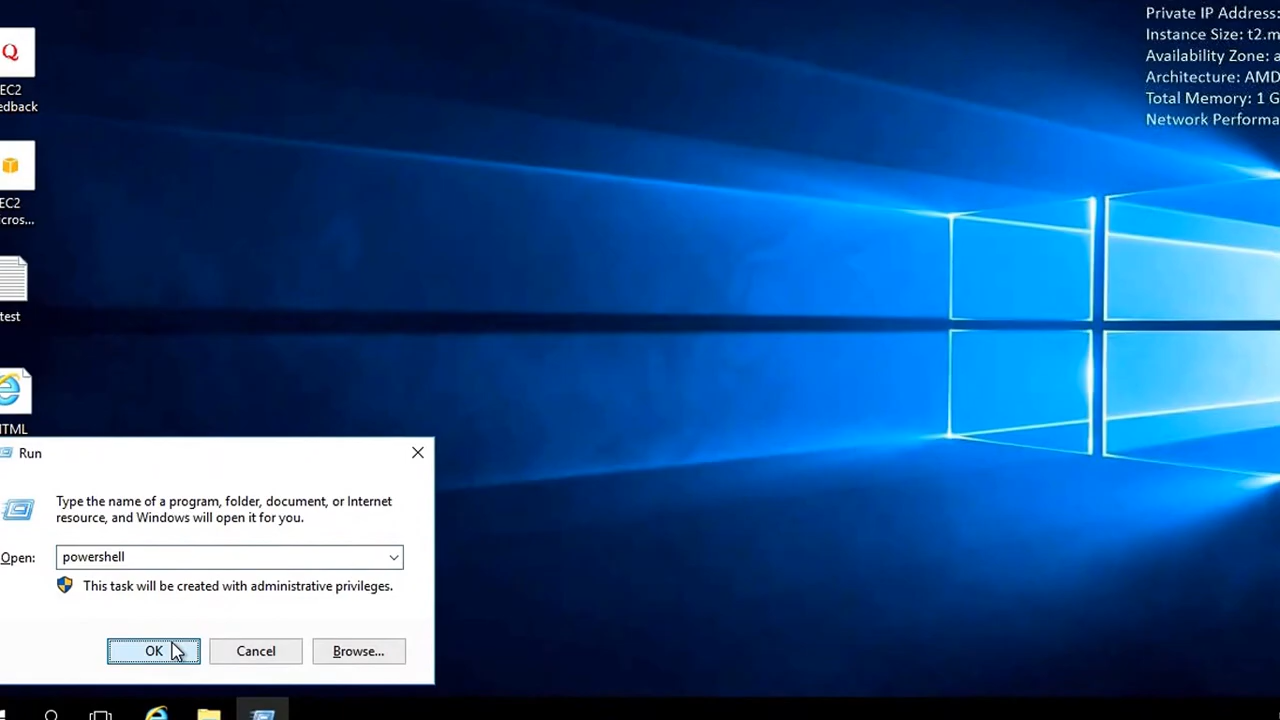 Private IP Address:
Instance Size: t2.m
Availability Zone: a
Architecture: AMD
Total Memory: 1 G
Network Performa
EC2
edback
EC2
icros...
test
HTML
Run
Type the name of a program, folder, document, or Internet
resource, and Windows will open it for you.
Open:
powershell
This task will be created with administrative privileges.
OK
Cancel
Browse...